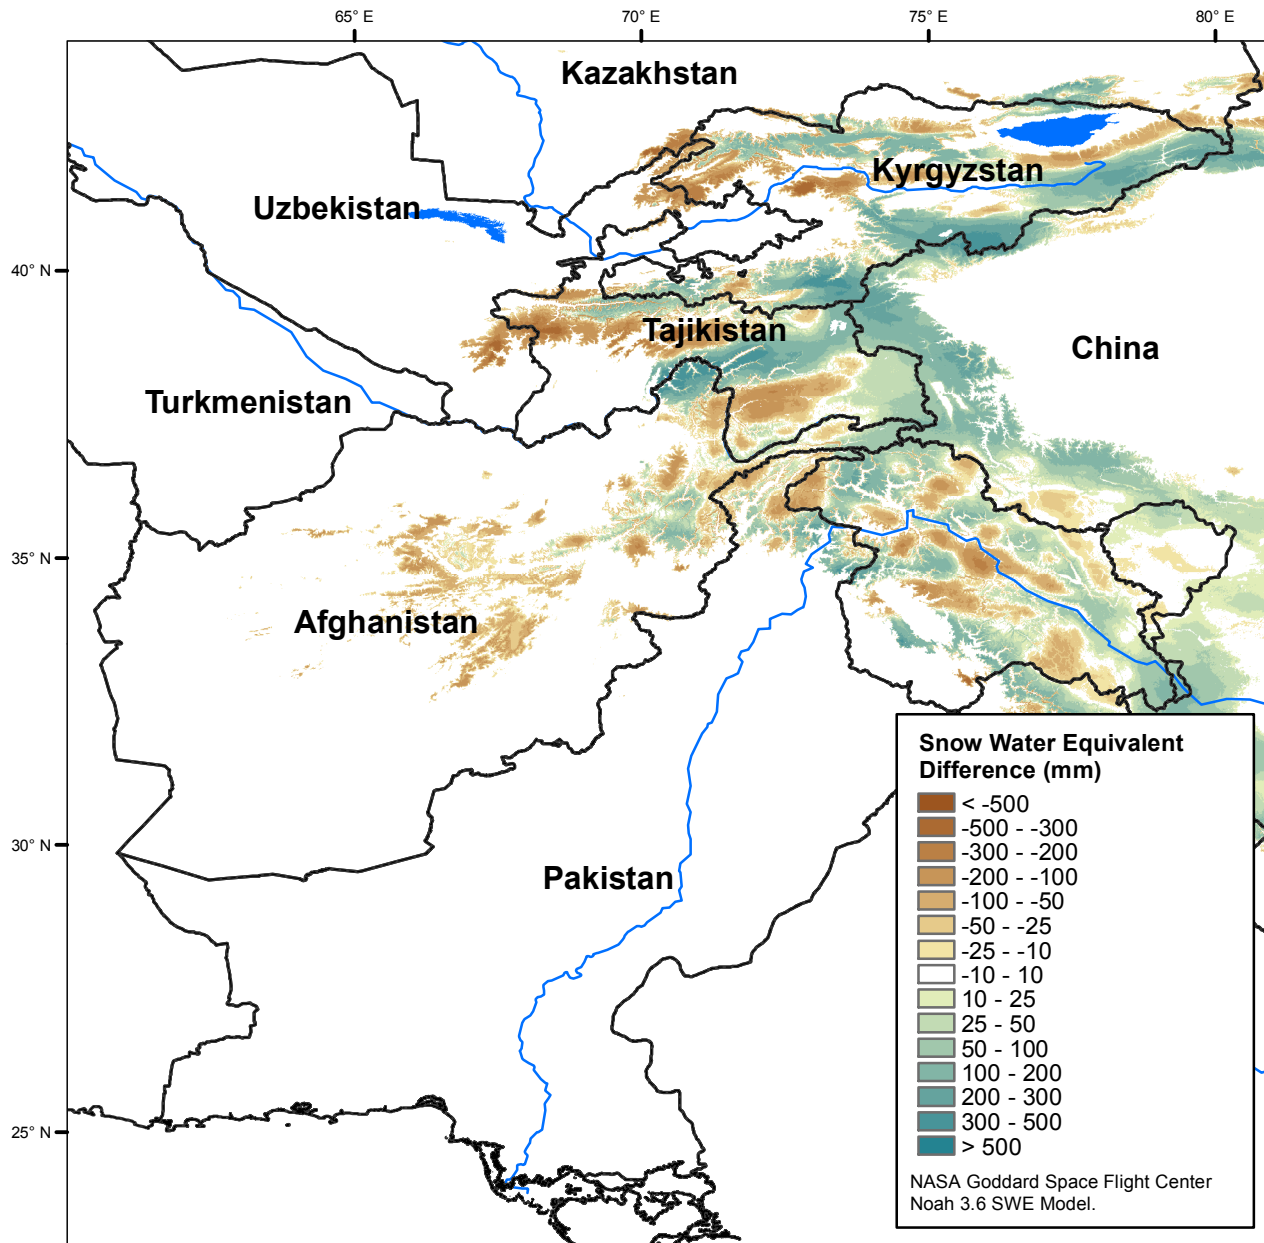 65° E
70° E
75° E
80° E
Kazakhstan
Kyrgyzstan
Uzbekistan
40° N
Tajikistan
China
Turkmenistan
35° N
Afghanistan
Snow Water Equivalent
Difference (mm)
< -500
-500 - -300
-300 - -200
-200 - -100
-100 - -50
-50 - -25
-25 - -10
-10 - 10
10 - 25
25 - 50
50 - 100
100 - 200
200 - 300
300 - 500
> 500
30° N
Pakistan
25° N
NASA Goddard Space Flight Center
Noah 3.6 SWE Model.